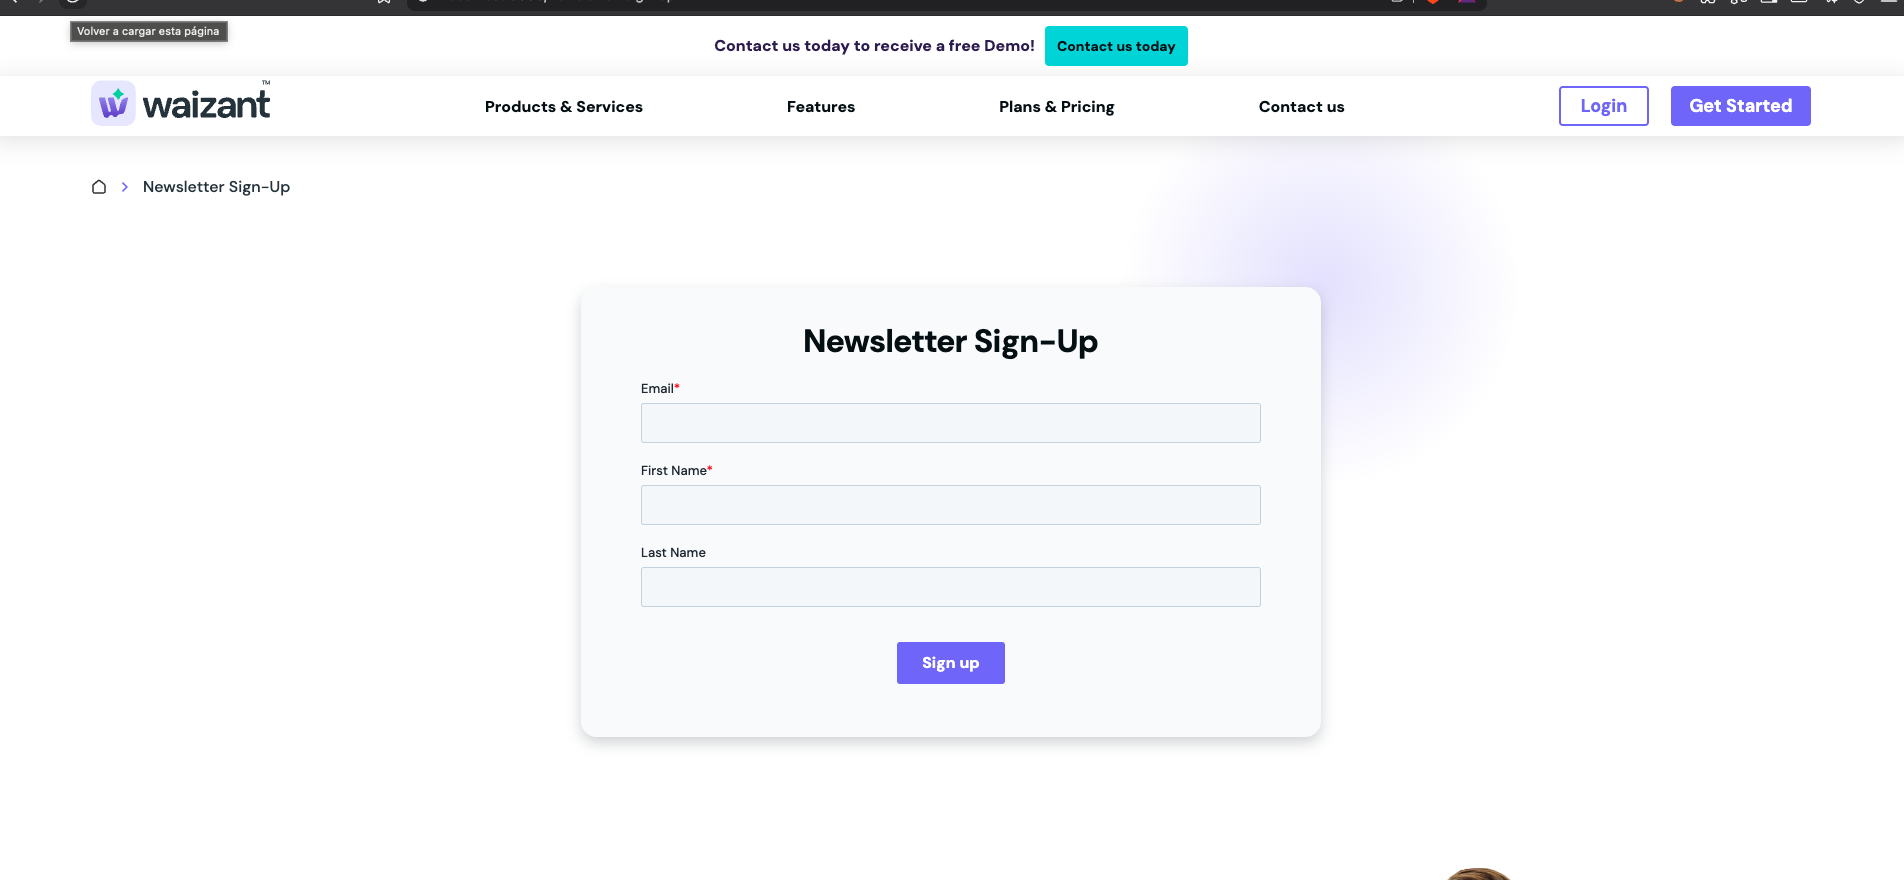 Volver a cargar esta página
Contact us today to receive a free Demo!
Contact us today
waizant™
Products & Services
Features
Plans & Pricing
Contact us
Login
Get Started
Newsletter Sign-Up
Newsletter Sign-Up
Email*
First Name*
Last Name
Sign up